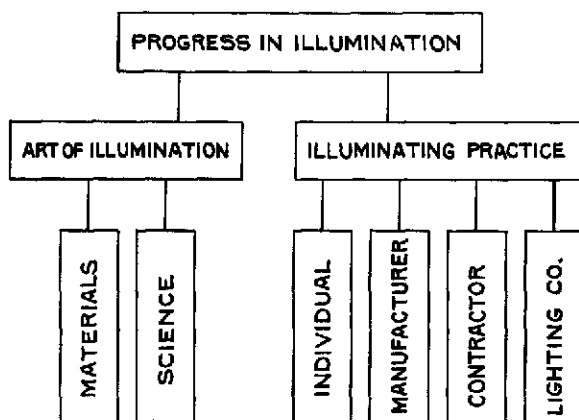 PROGRESS IN ILLUMINATION
ART OF ILLUMINATION
ILLUMINATING PRACTICE
MATERIALS
SCIENCE
INDIVIDUAL
MANUFACTURER
CONTRACTOR
LIGHTING CO.